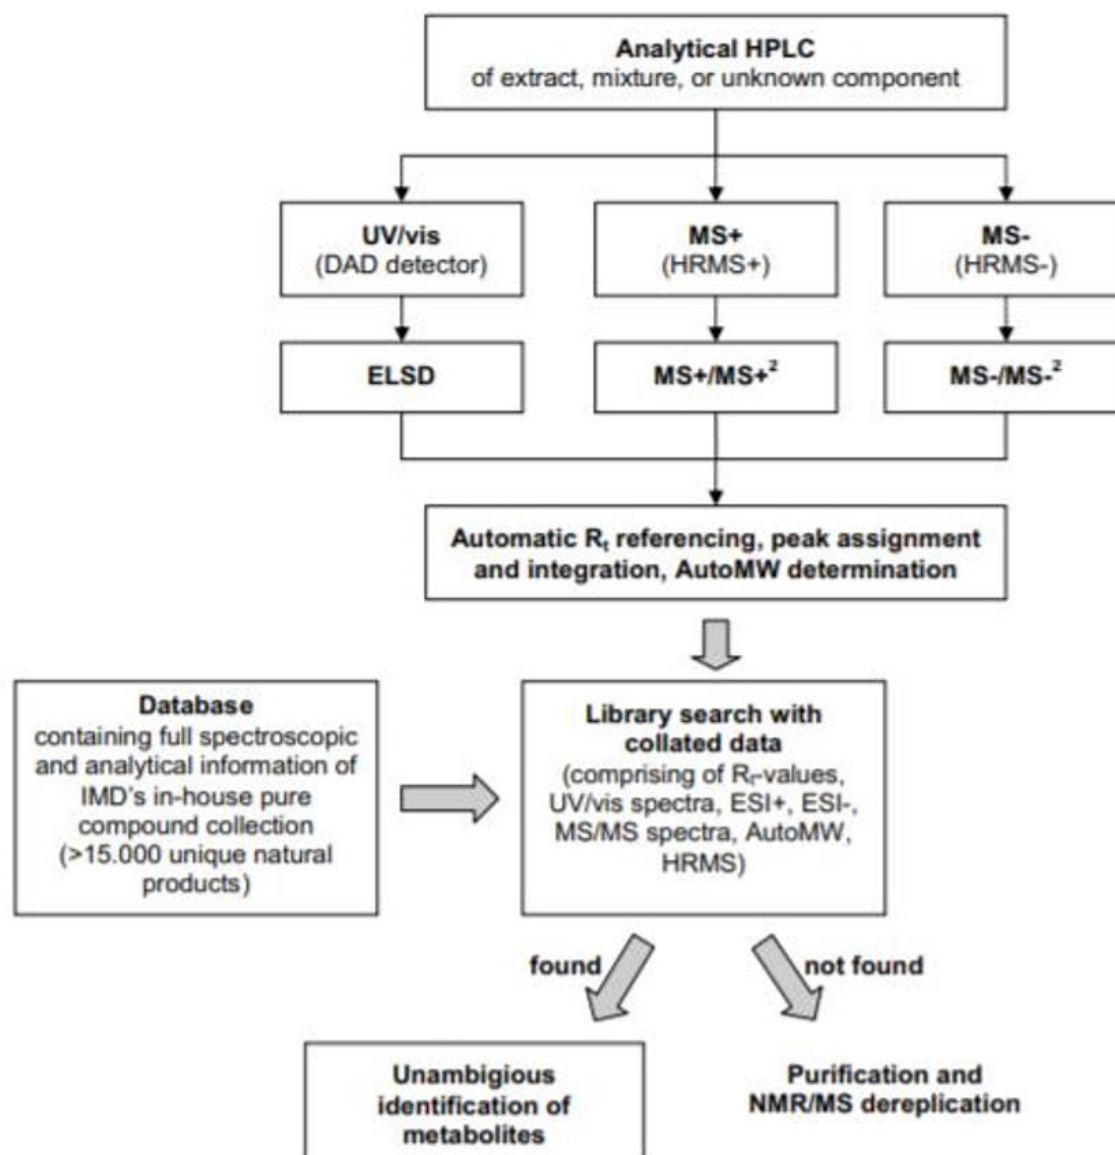 Analytical HPLC
of extract, mixture, or unknown component
UV/vis
(DAD detector)
MS+
(HRMS+)
MS-
(HRMS-)
ELSD
MS+/MS+²
MS-/MS-²
Automatic Rt referencing, peak assignment
and integration, AutoMW determination
Database
containing full spectroscopic
and analytical information of
IMD's in-house pure
compound collection
(>15.000 unique natural
products)
Library search with
collated data
(comprising of Rr-values,
UV/vis spectra, ESI+, ESI-,
MS/MS spectra, AutoMW,
HRMS)
found
not found
Unambigious
identification of
metabolites
Purification and
NMR/MS dereplication